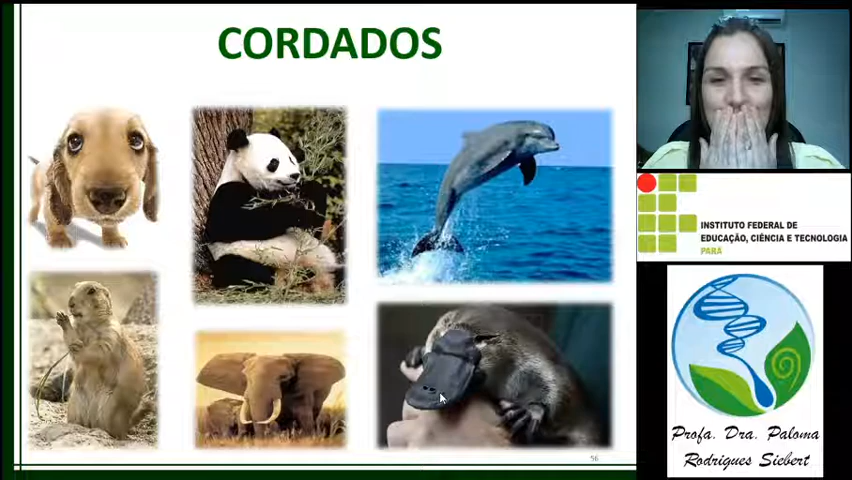 CORDADOS
56
INSTITUTO FEDERAL DE
EDUCAÇÃO, CIÊNCIA E TECNOLOGIA
PARÁ
Profa. Dra. Paloma
Rodrigues Siebert